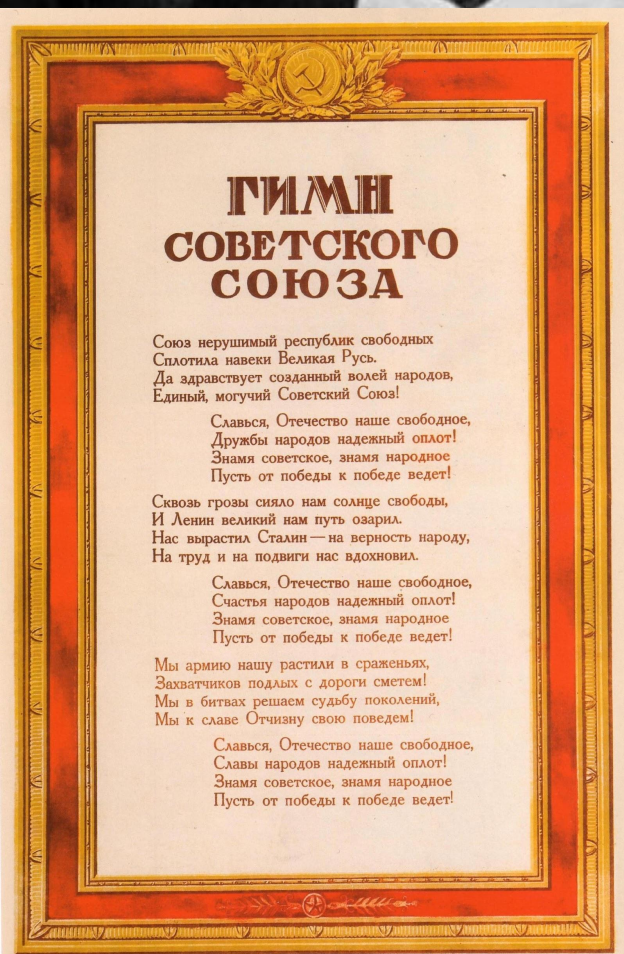 ГИМН
СОВЕТСКОГО
СОЮЗА
Союз нерушимый республик свободных
Сплотила навеки Великая Русь.
Да здравствует созданный волей народов,
Единый, могучий Советский Союз!
Славься, Отечество наше свободное,
Дружбы народов надежный оплот!
Знамя советское, знамя народное
Пусть от победы к победе ведет!
Сквозь грозы сияло нам солнце свободы,
И Ленин великий нам путь озарил.
Нас вырастил Сталин — на верность народу,
На труд и на подвиги нас вдохновил.
Славься, Отечество наше свободное,
Счастья народов надежный оплот!
Знамя советское, знамя народное
Пусть от победы к победе ведет!
Мы армию нашу растили в сраженьях,
Захватчиков подлых с дороги сметем!
Мы в битвах решаем судьбу поколений,
Мы к славе Отчизну свою поведем!
Славься, Отечество наше свободное,
Славы народов надежный оплот!
Знамя советское, знамя народное
Пусть от победы к победе ведет!